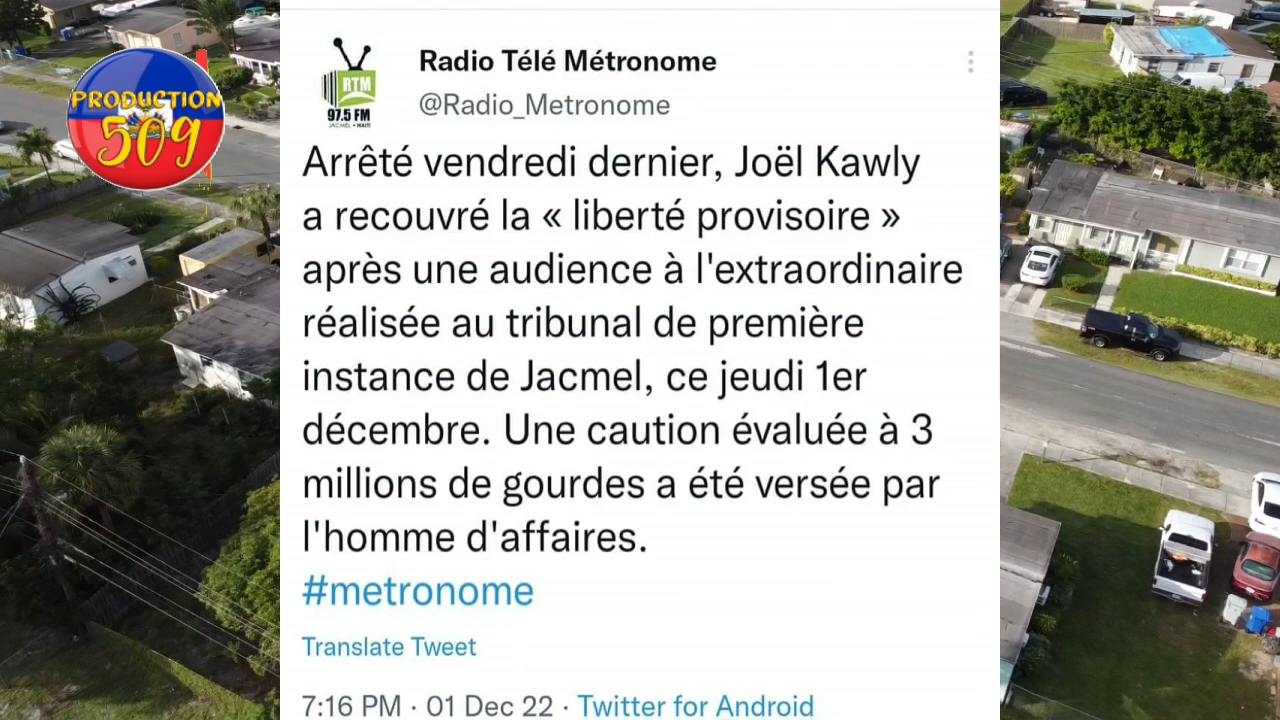 PRODUCTION
509
RTM
97.5 FM
JACMEL • HAITI
Radio Télé Métronome
@Radio_Metronome
Arrêté vendredi dernier, Joël Kawly
a recouvré la « liberté provisoire »
après une audience à l'extraordinaire
réalisée au tribunal de première
instance de Jacmel, ce jeudi 1er
décembre. Une caution évaluée à 3
millions de gourdes a été versée par
l'homme d'affaires.
#metronome
Translate Tweet
7:16 PM · 01 Dec 22 · Twitter for Android